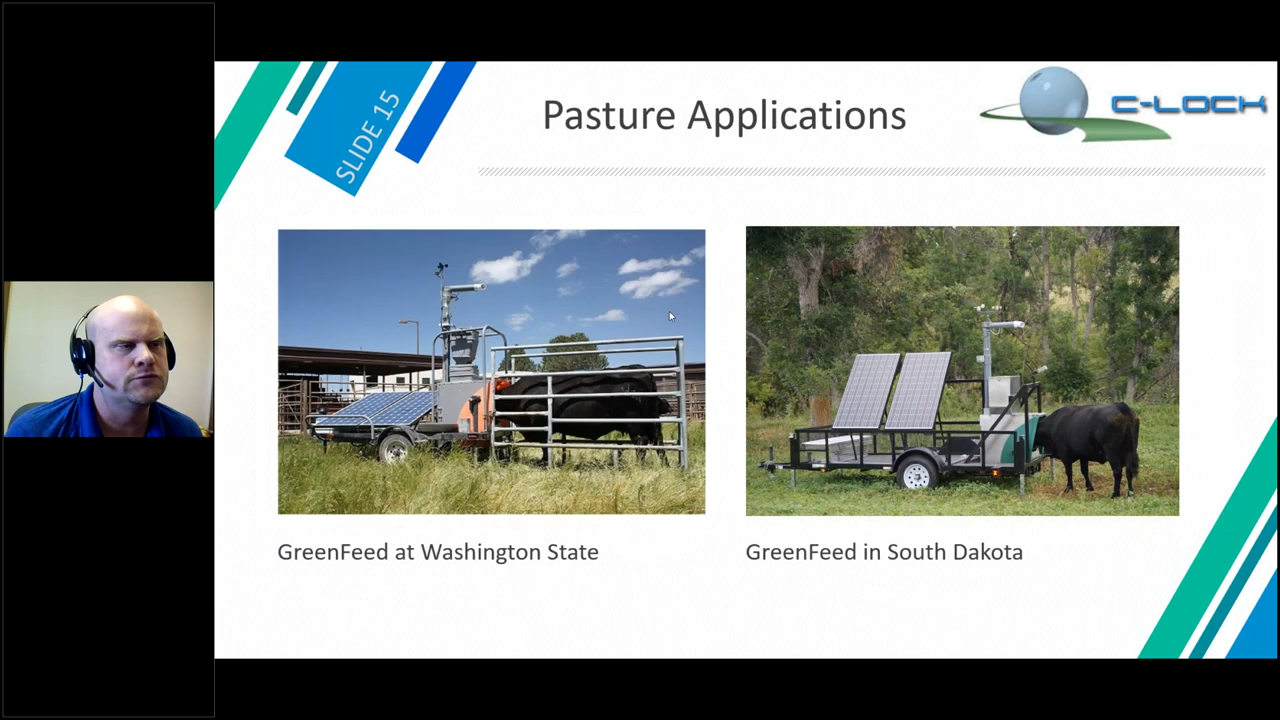 SLIDE 15
Pasture Applications
C-LOCK
GreenFeed at Washington State
GreenFeed in South Dakota